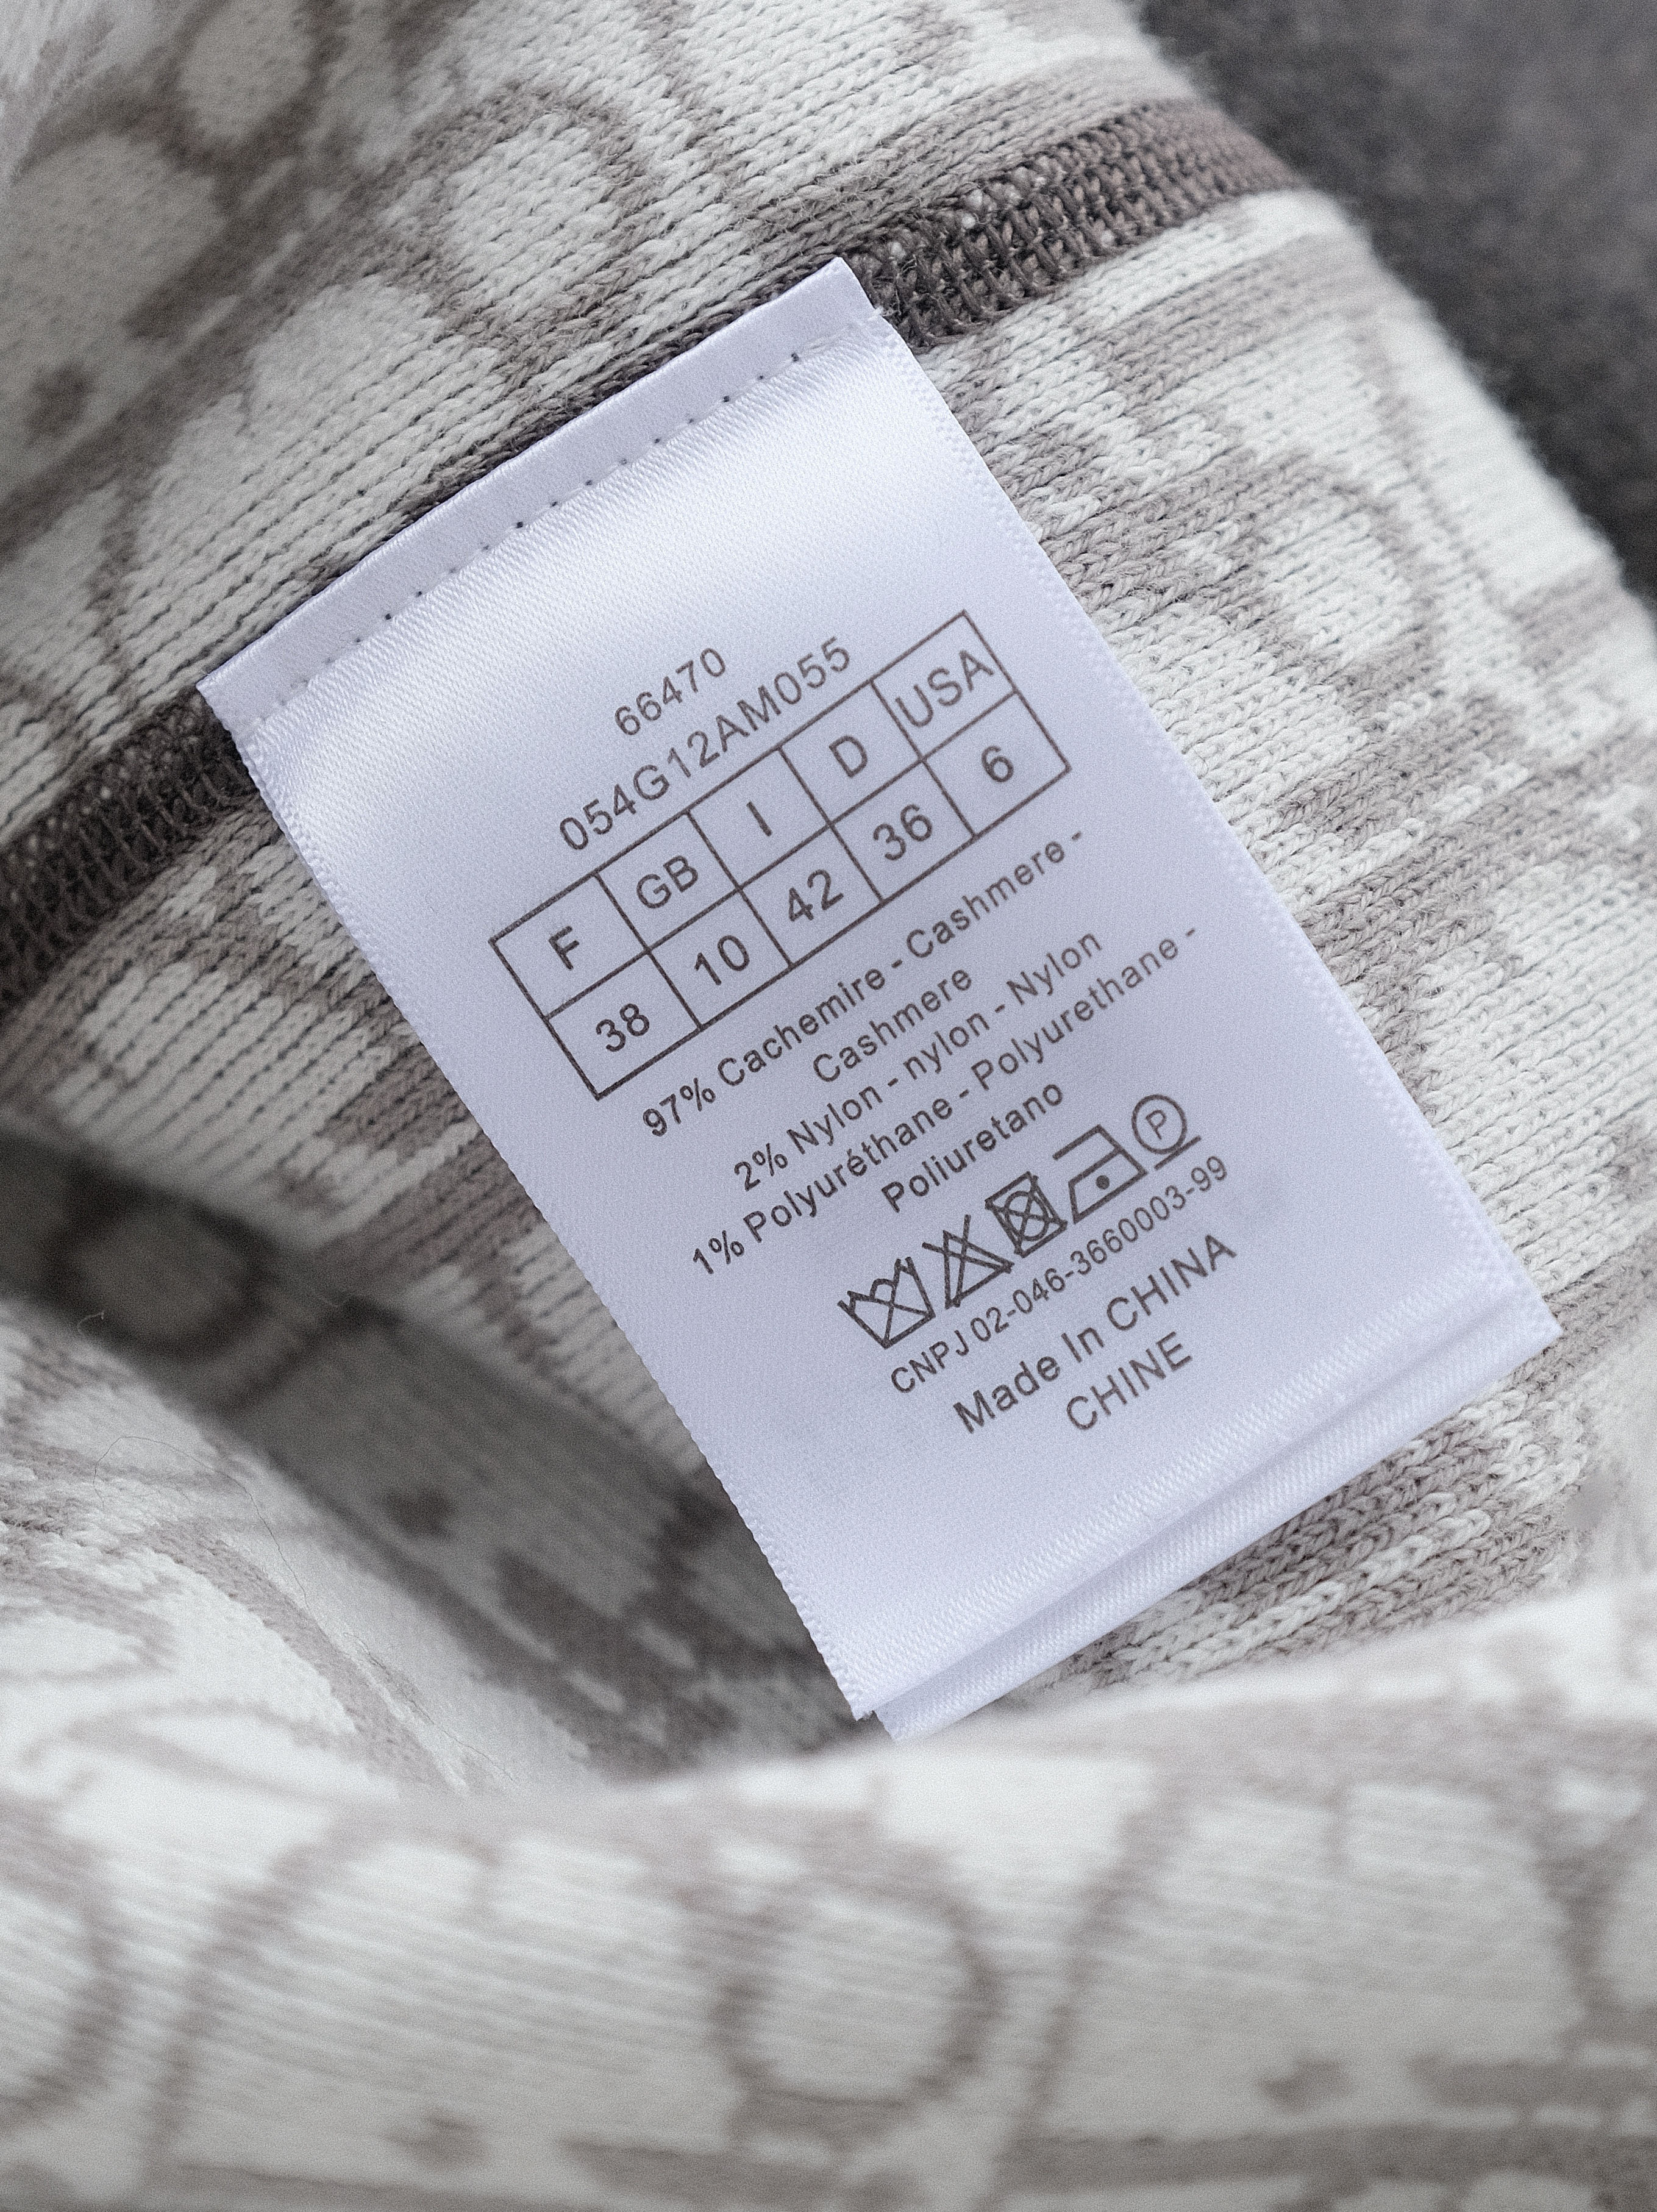 66470
054G12AM055
F GB I D USA
38 10 42 36 6
97% Cachemire - Cashmere -
Cashmere
2% Nylon - nylon - Nylon
1% Polyuréthane - Polyurethane -
Poliuretano
P
CNPJ 02-046-3660003-99
Made In CHINA
CHINE